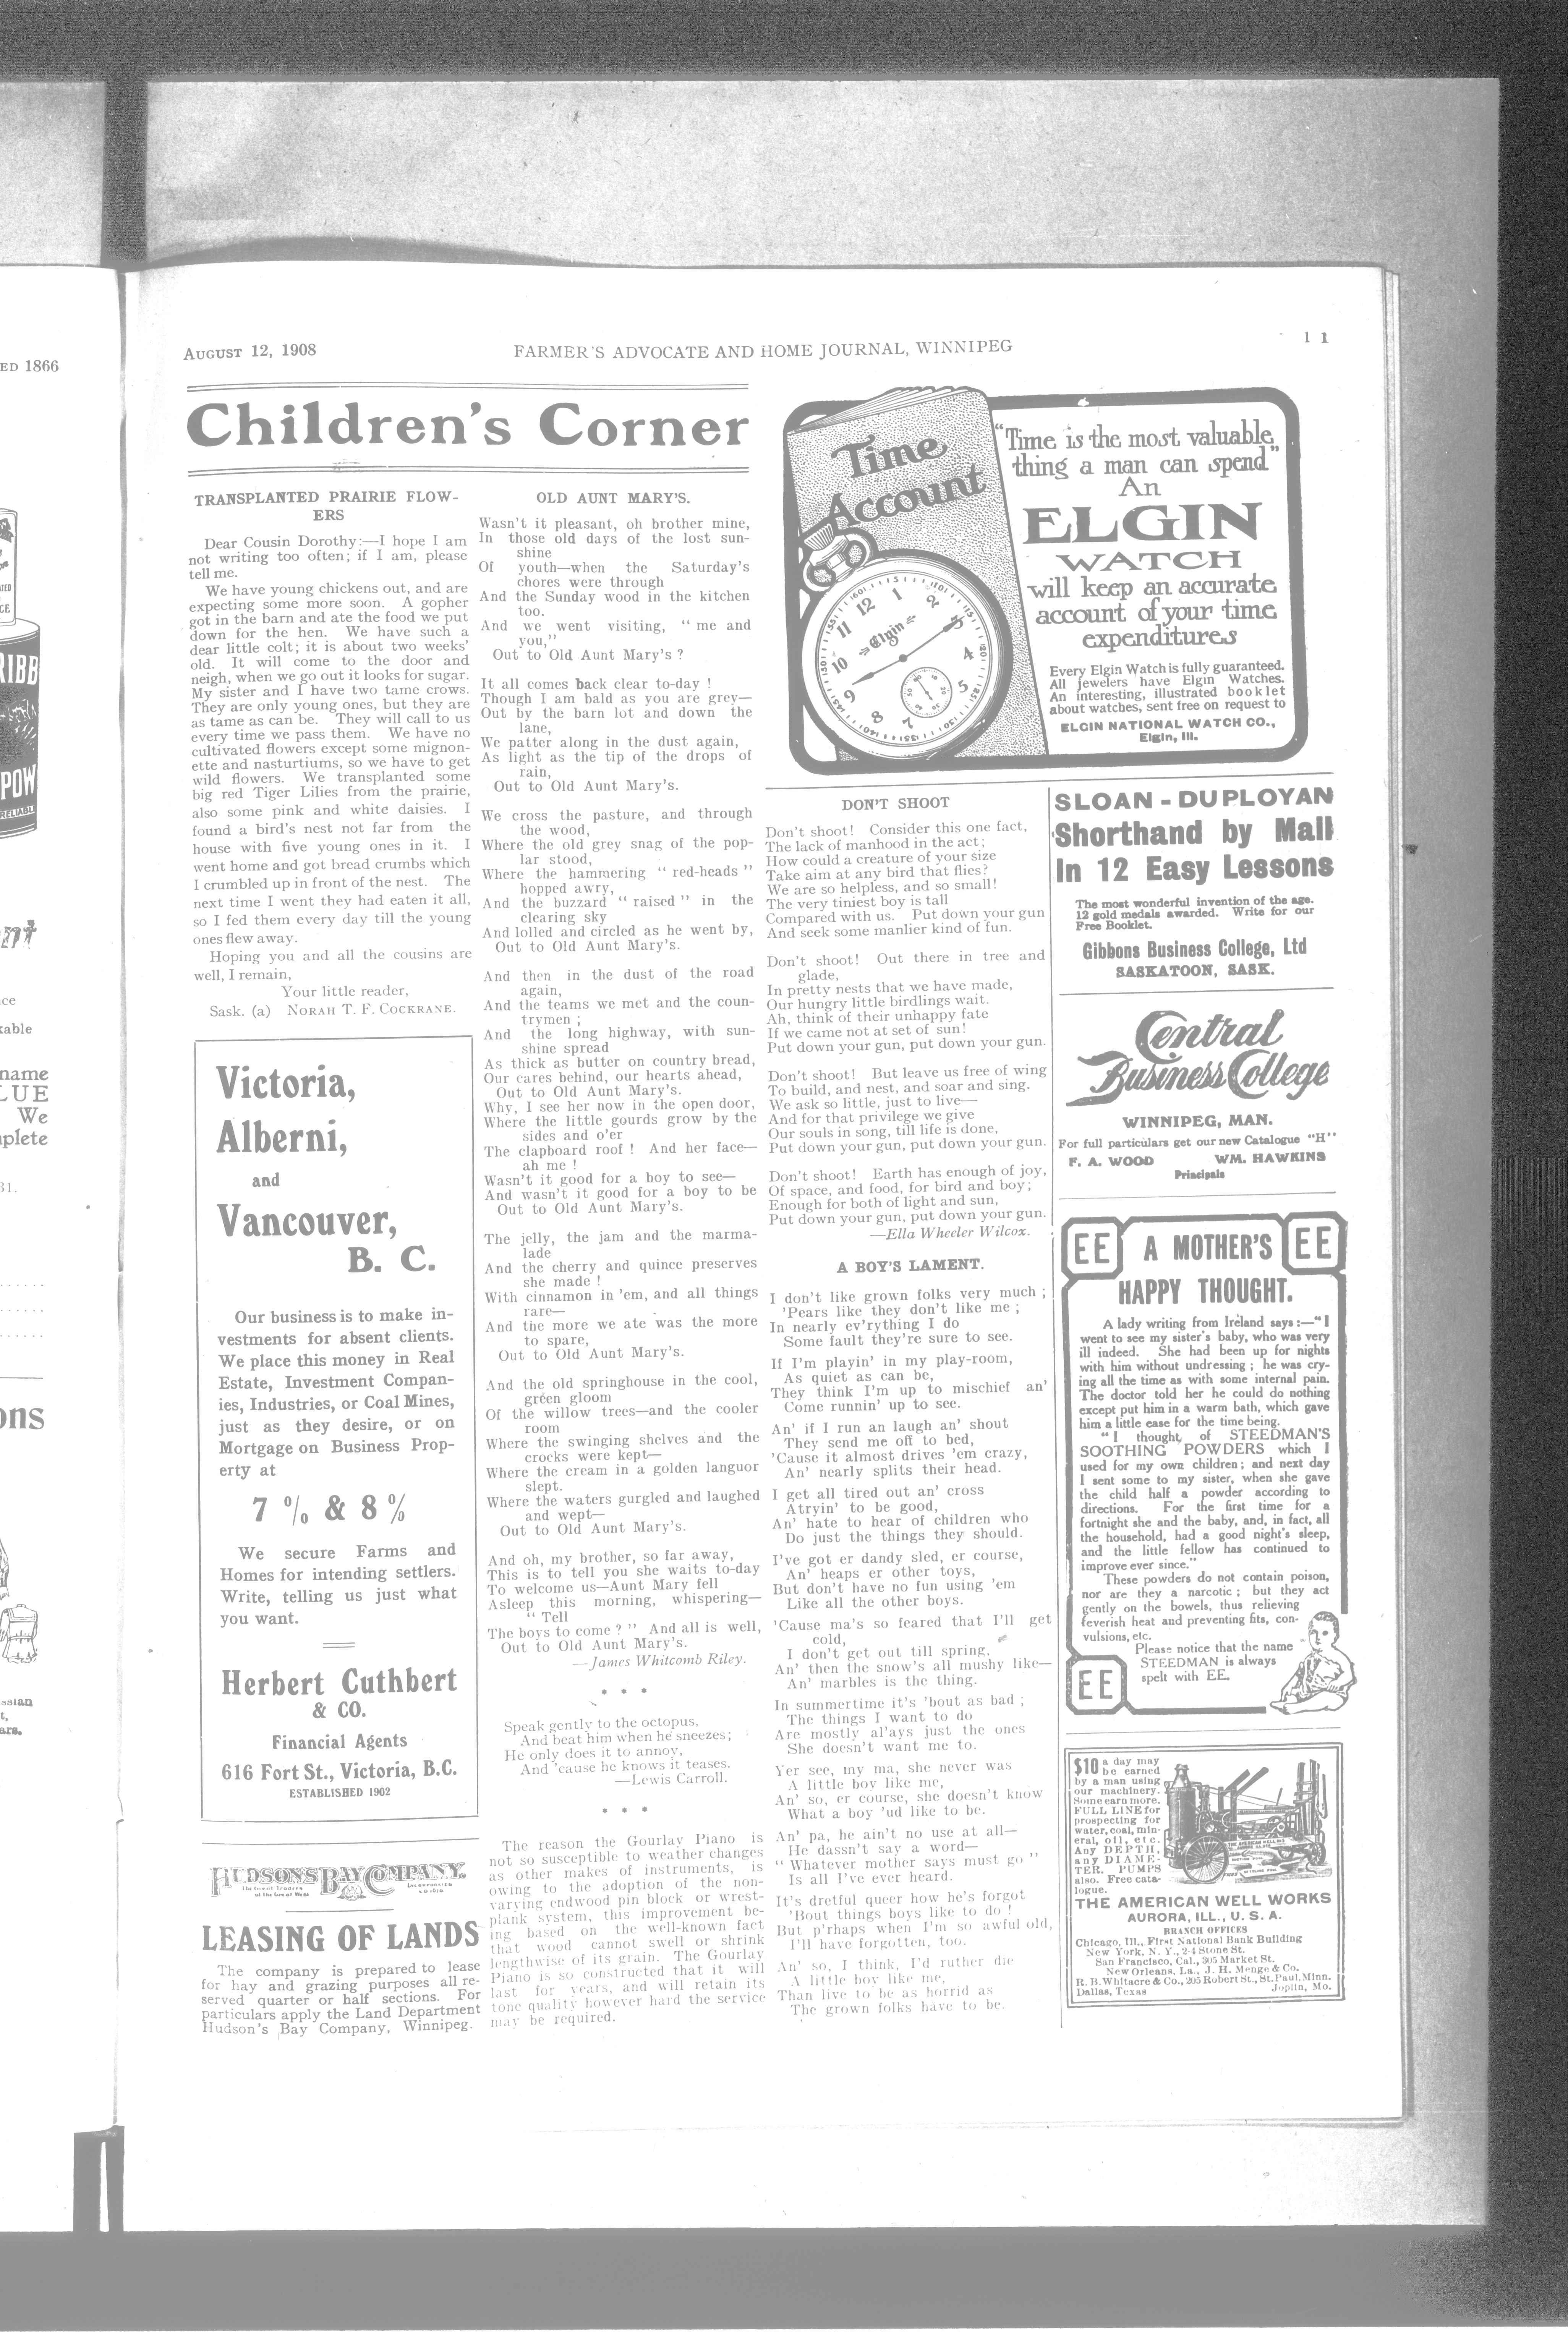 AUGUST 12, 1908
FARMER'S ADVOCATE AND HOME JOURNAL, WINNIPEG
11
Children's Corner
TRANSPLANTED PRAIRIE FLOW-
ERS
Dear Cousin Dorothy:—I hope I am
not writing too often; if I am, please
tell me.
We have young chickens out, and are
expecting some more soon. A gopher
got in the barn and ate the food we put
down for the hen. We have such a
dear little colt; it is about two weeks'
old. It will come to the door and
neigh, when we go out it looks for sugar.
My sister and I have two tame crows.
They are only young ones, but they are
as tame as can be. They will call to us
every time we pass them. We have no
cultivated flowers except some mignon-
ette and nasturtiums, so we have to get
wild flowers. We transplanted some
big red Tiger Lilies from the prairie,
also some pink and white daisies. I
found a bird's nest not far from the
house with five young ones in it. I
went home and got bread crumbs which
I crumbled up in front of the nest. The
next time I went they had eaten it all,
so I fed them every day till the young
ones flew away.
Hoping you and all the cousins are
well, I remain,
Your little reader,
Sask. (a) NORAH T. F. COCKRANE.
Victoria,
Alberni,
and
Vancouver,
B. C.
Our business is to make in-
vestments for absent clients.
We place this money in Real
Estate, Investment Compan-
ies, Industries, or Coal Mines,
just as they desire, or on
Mortgage on Business Prop-
erty at
7 % & 8 %
We secure Farms and
Homes for intending settlers.
Write, telling us just what
you want.
Herbert Cuthbert
& CO.
Financial Agents
616 Fort St., Victoria, B.C.
ESTABLISHED 1902
HUDSON'S BAY COMPANY.
LEASING OF LANDS
The company is prepared to lease
for hay and grazing purposes all re-
served quarter or half sections. For
particulars apply the Land Department
Hudson's Bay Company, Winnipeg.
OLD AUNT MARY'S.
Wasn't it pleasant, oh brother mine,
In those old days of the lost sun-
shine
Of youth—when the Saturday's
chores were through
And the Sunday wood in the kitchen
too.
And we went visiting, "me and
you,"
Out to Old Aunt Mary's ?
It all comes back clear to-day !
Though I am bald as you are grey—
Out by the barn lot and down the
lane,
We patter along in the dust again,
As light as the tip of the drops of
rain,
Out to Old Aunt Mary's.
We cross the pasture, and through
the wood,
Where the old grey snag of the pop-
lar stood,
Where the hammering "red-heads"
hopped awry,
And the buzzard "raised" in the
clearing sky
And lolled and circled as he went by,
Out to Old Aunt Mary's.
And then in the dust of the road
again,
And the teams we met and the coun-
trymen ;
And the long highway, with sun-
shine spread
As thick as butter on country bread,
Our cares behind, our hearts ahead,
Out to Old Aunt Mary's.
Why, I see her now in the open door,
Where the little gourds grow by the
sides and o'er
The clapboard roof ! And her face—
ah me !
Wasn't it good for a boy to see—
And wasn't it good for a boy to be
Out to Old Aunt Mary's.
The jelly, the jam and the marma-
lade
And the cherry and quince preserves
she made !
With cinnamon in 'em, and all things
rare—
And the more we ate was the more
to spare,
Out to Old Aunt Mary's.
And the old springhouse in the cool,
green gloom
Of the willow trees—and the cooler
room
Where the swinging shelves and the
crocks were kept—
Where the cream in a golden languor
slept.
Where the waters gurgled and laughed
and wept—
Out to Old Aunt Mary's.
And oh, my brother, so far away,
This is to tell you she waits to-day
To welcome us—Aunt Mary fell
Asleep this morning, whispering—
"Tell
The boys to come ?" And all is well,
Out to Old Aunt Mary's.
—James Whitcomb Riley.
* * *
Speak gently to the octopus,
And beat him when he sneezes;
He only does it to annoy,
And 'cause he knows it teases.
—Lewis Carroll.
* * *
The reason the Gourlay Piano is
not so susceptible to weather changes
as other makes of instruments, is
owing to the adoption of the non-
varying endwood pin block or wrest-
plank system, this improvement be-
ing based on the well-known fact
that wood cannot swell or shrink
lengthwise of its grain. The Gourlay
Piano is so constructed that it will
last for years, and will retain its
tone quality however hard the service
may be required.
Time
Account
Elgin
"Time is the most valuable
thing a man can spend"
An
ELGIN
WATCH
will keep an accurate
account of your time
expenditures
Every Elgin Watch is fully guaranteed.
All jewelers have Elgin Watches.
An interesting, illustrated booklet
about watches, sent free on request to
ELGIN NATIONAL WATCH CO.,
Elgin, Ill.
DON'T SHOOT
Don't shoot! Consider this one fact,
The lack of manhood in the act;
How could a creature of your size
Take aim at any bird that flies?
We are so helpless, and so small!
The very tiniest boy is tall
Compared with us. Put down your gun
And seek some manlier kind of fun.
Don't shoot! Out there in tree and
glade,
In pretty nests that we have made,
Our hungry little birdlings wait.
Ah, think of their unhappy fate
If we came not at set of sun!
Put down your gun, put down your gun.
Don't shoot! But leave us free of wing
To build, and nest, and soar and sing.
We ask so little, just to live—
And for that privilege we give
Our souls in song, till life is done,
Put down your gun, put down your gun.
Don't shoot! Earth has enough of joy,
Of space, and food, for bird and boy;
Enough for both of light and sun,
Put down your gun, put down your gun.
—Ella Wheeler Wilcox.
A BOY'S LAMENT.
I don't like grown folks very much ;
'Pears like they don't like me ;
In nearly ev'rything I do
Some fault they're sure to see.
If I'm playin' in my play-room,
As quiet as can be,
They think I'm up to mischief an'
Come runnin' up to see.
An' if I run an laugh an' shout
They send me off to bed,
'Cause it almost drives 'em crazy,
An' nearly splits their head.
I get all tired out an' cross
Atryin' to be good,
An' hate to hear of children who
Do just the things they should.
I've got er dandy sled, er course,
An' heaps er other toys,
But don't have no fun using 'em
Like all the other boys.
'Cause ma's so feared that I'll get
cold,
I don't get out till spring,
An' then the snow's all mushy like—
An' marbles is the thing.
In summertime it's 'bout as bad ;
The things I want to do
Are mostly al'ays just the ones
She doesn't want me to.
Yer see, my ma, she never was
A little boy like me,
An' so, er course, she doesn't know
What a boy 'ud like to be.
An' pa, he ain't no use at all—
He dassn't say a word—
"Whatever mother says must go"
Is all I've ever heard.
It's dretful queer how he's forgot
'Bout things boys like to do !
But p'rhaps when I'm so awful old,
I'll have forgotten, too.
An' so, I think, I'd ruther die
A little boy like me,
Than live to be as horrid as
The grown folks have to be.
SLOAN-DUPLOYAN
Shorthand by Mail
In 12 Easy Lessons
The most wonderful invention of the age.
12 gold medals awarded. Write for our
Free Booklet.
Gibbons Business College, Ltd
SASKATOON, SASK.
Central
Business College
WINNIPEG, MAN.
For full particulars get our new Catalogue "H"
F. A. WOOD WM. HAWKINS
Principals
EE A MOTHER'S EE
HAPPY THOUGHT.
A lady writing from Ireland says :—"I
went to see my sister's baby, who was very
ill indeed. She had been up for nights
with him without undressing ; he was cry-
ing all the time as with some internal pain.
The doctor told her he could do nothing
except put him in a warm bath, which gave
him a little ease for the time being.
"I thought of STEEDMAN'S
SOOTHING POWDERS which I
used for my own children ; and next day
I sent some to my sister, when she gave
the child half a powder according to
directions. For the first time for a
fortnight she and the baby, and, in fact, all
the household, had a good night's sleep,
and the little fellow has continued to
improve ever since."
These powders do not contain poison,
nor are they a narcotic ; but they act
gently on the bowels, thus relieving
feverish heat and preventing fits, con-
vulsions, etc.
Please notice that the name
STEEDMAN is always
spelt with EE.
EE
$10 a day may
be earned
by a man using
our machinery.
Some earn more.
FULL LINE for
prospecting for
water, coal, min-
eral, oil, etc.
Any DEPTH,
any DIAME-
TER. PUMPS
also. Free cata-
logue.
THE AMERICAN WELL WORKS
AURORA, ILL., U. S. A.
BRANCH OFFICES
Chicago, Ill., First National Bank Building
New York, N. Y., 2-4 Stone St.
San Francisco, Cal., 305 Market St.
New Orleans, La., J. H. Menge & Co.
R. B. Whitacre & Co., 205 Robert St., St. Paul, Minn.
Dallas, Texas Joplin, Mo.